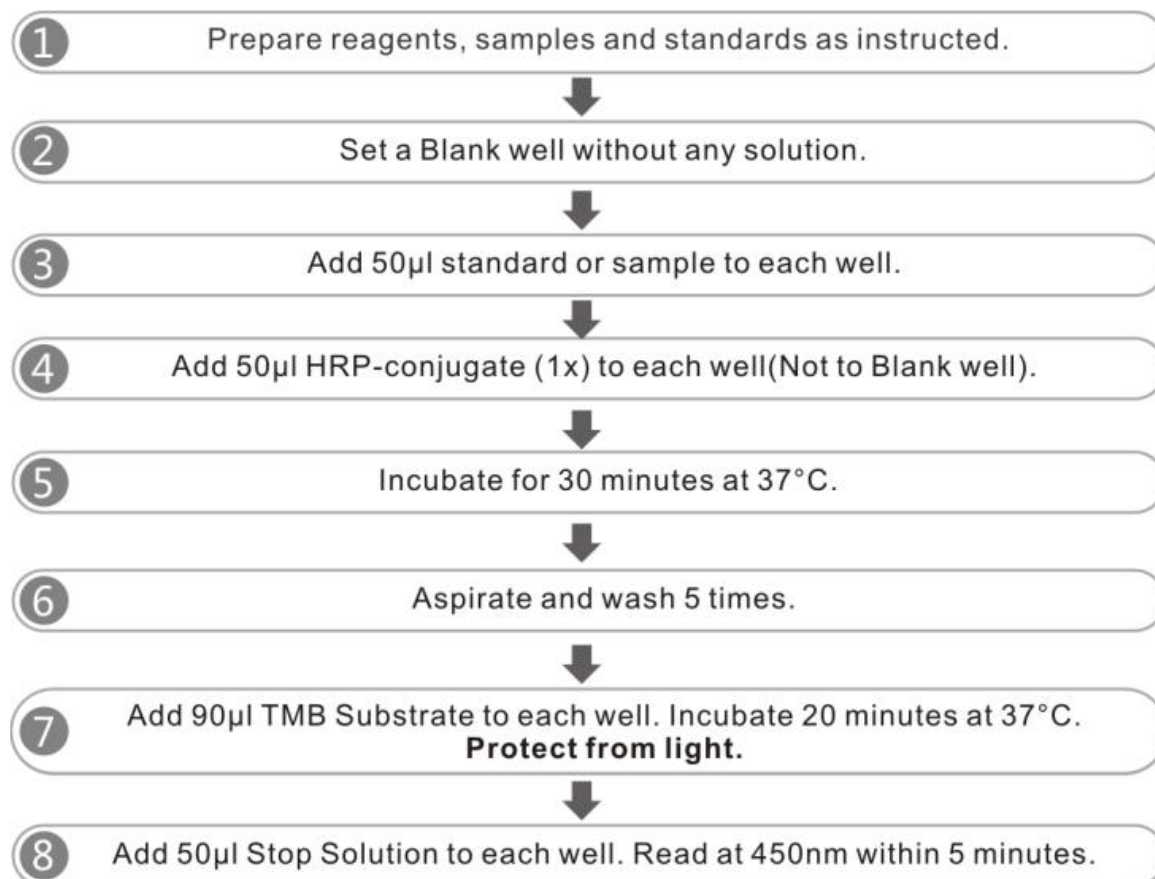 1 Prepare reagents, samples and standards as instructed.
2 Set a Blank well without any solution.
3 Add 50µl standard or sample to each well.
4 Add 50µl HRP-conjugate (1x) to each well(Not to Blank well).
5 Incubate for 30 minutes at 37°C.
6 Aspirate and wash 5 times.
7 Add 90µl TMB Substrate to each well. Incubate 20 minutes at 37°C.
Protect from light.
8 Add 50µl Stop Solution to each well. Read at 450nm within 5 minutes.